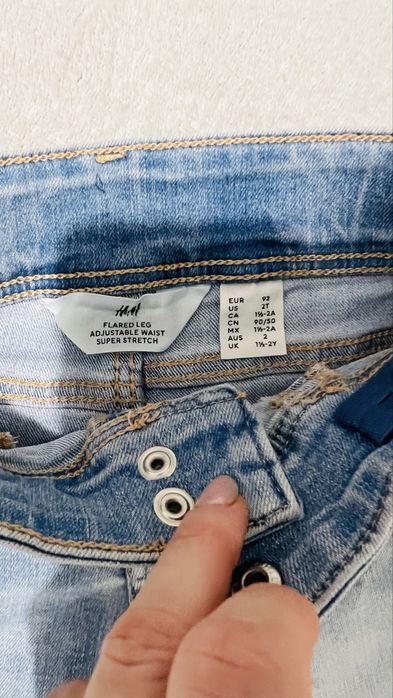 H&M
FLARED LEG
ADJUSTABLE WAIST
SUPER STRETCH
EUR 92
US 2T
CA 1½-2A
CN 90/50
MX 1½-2A
AUS 2
UK 1½-2Y